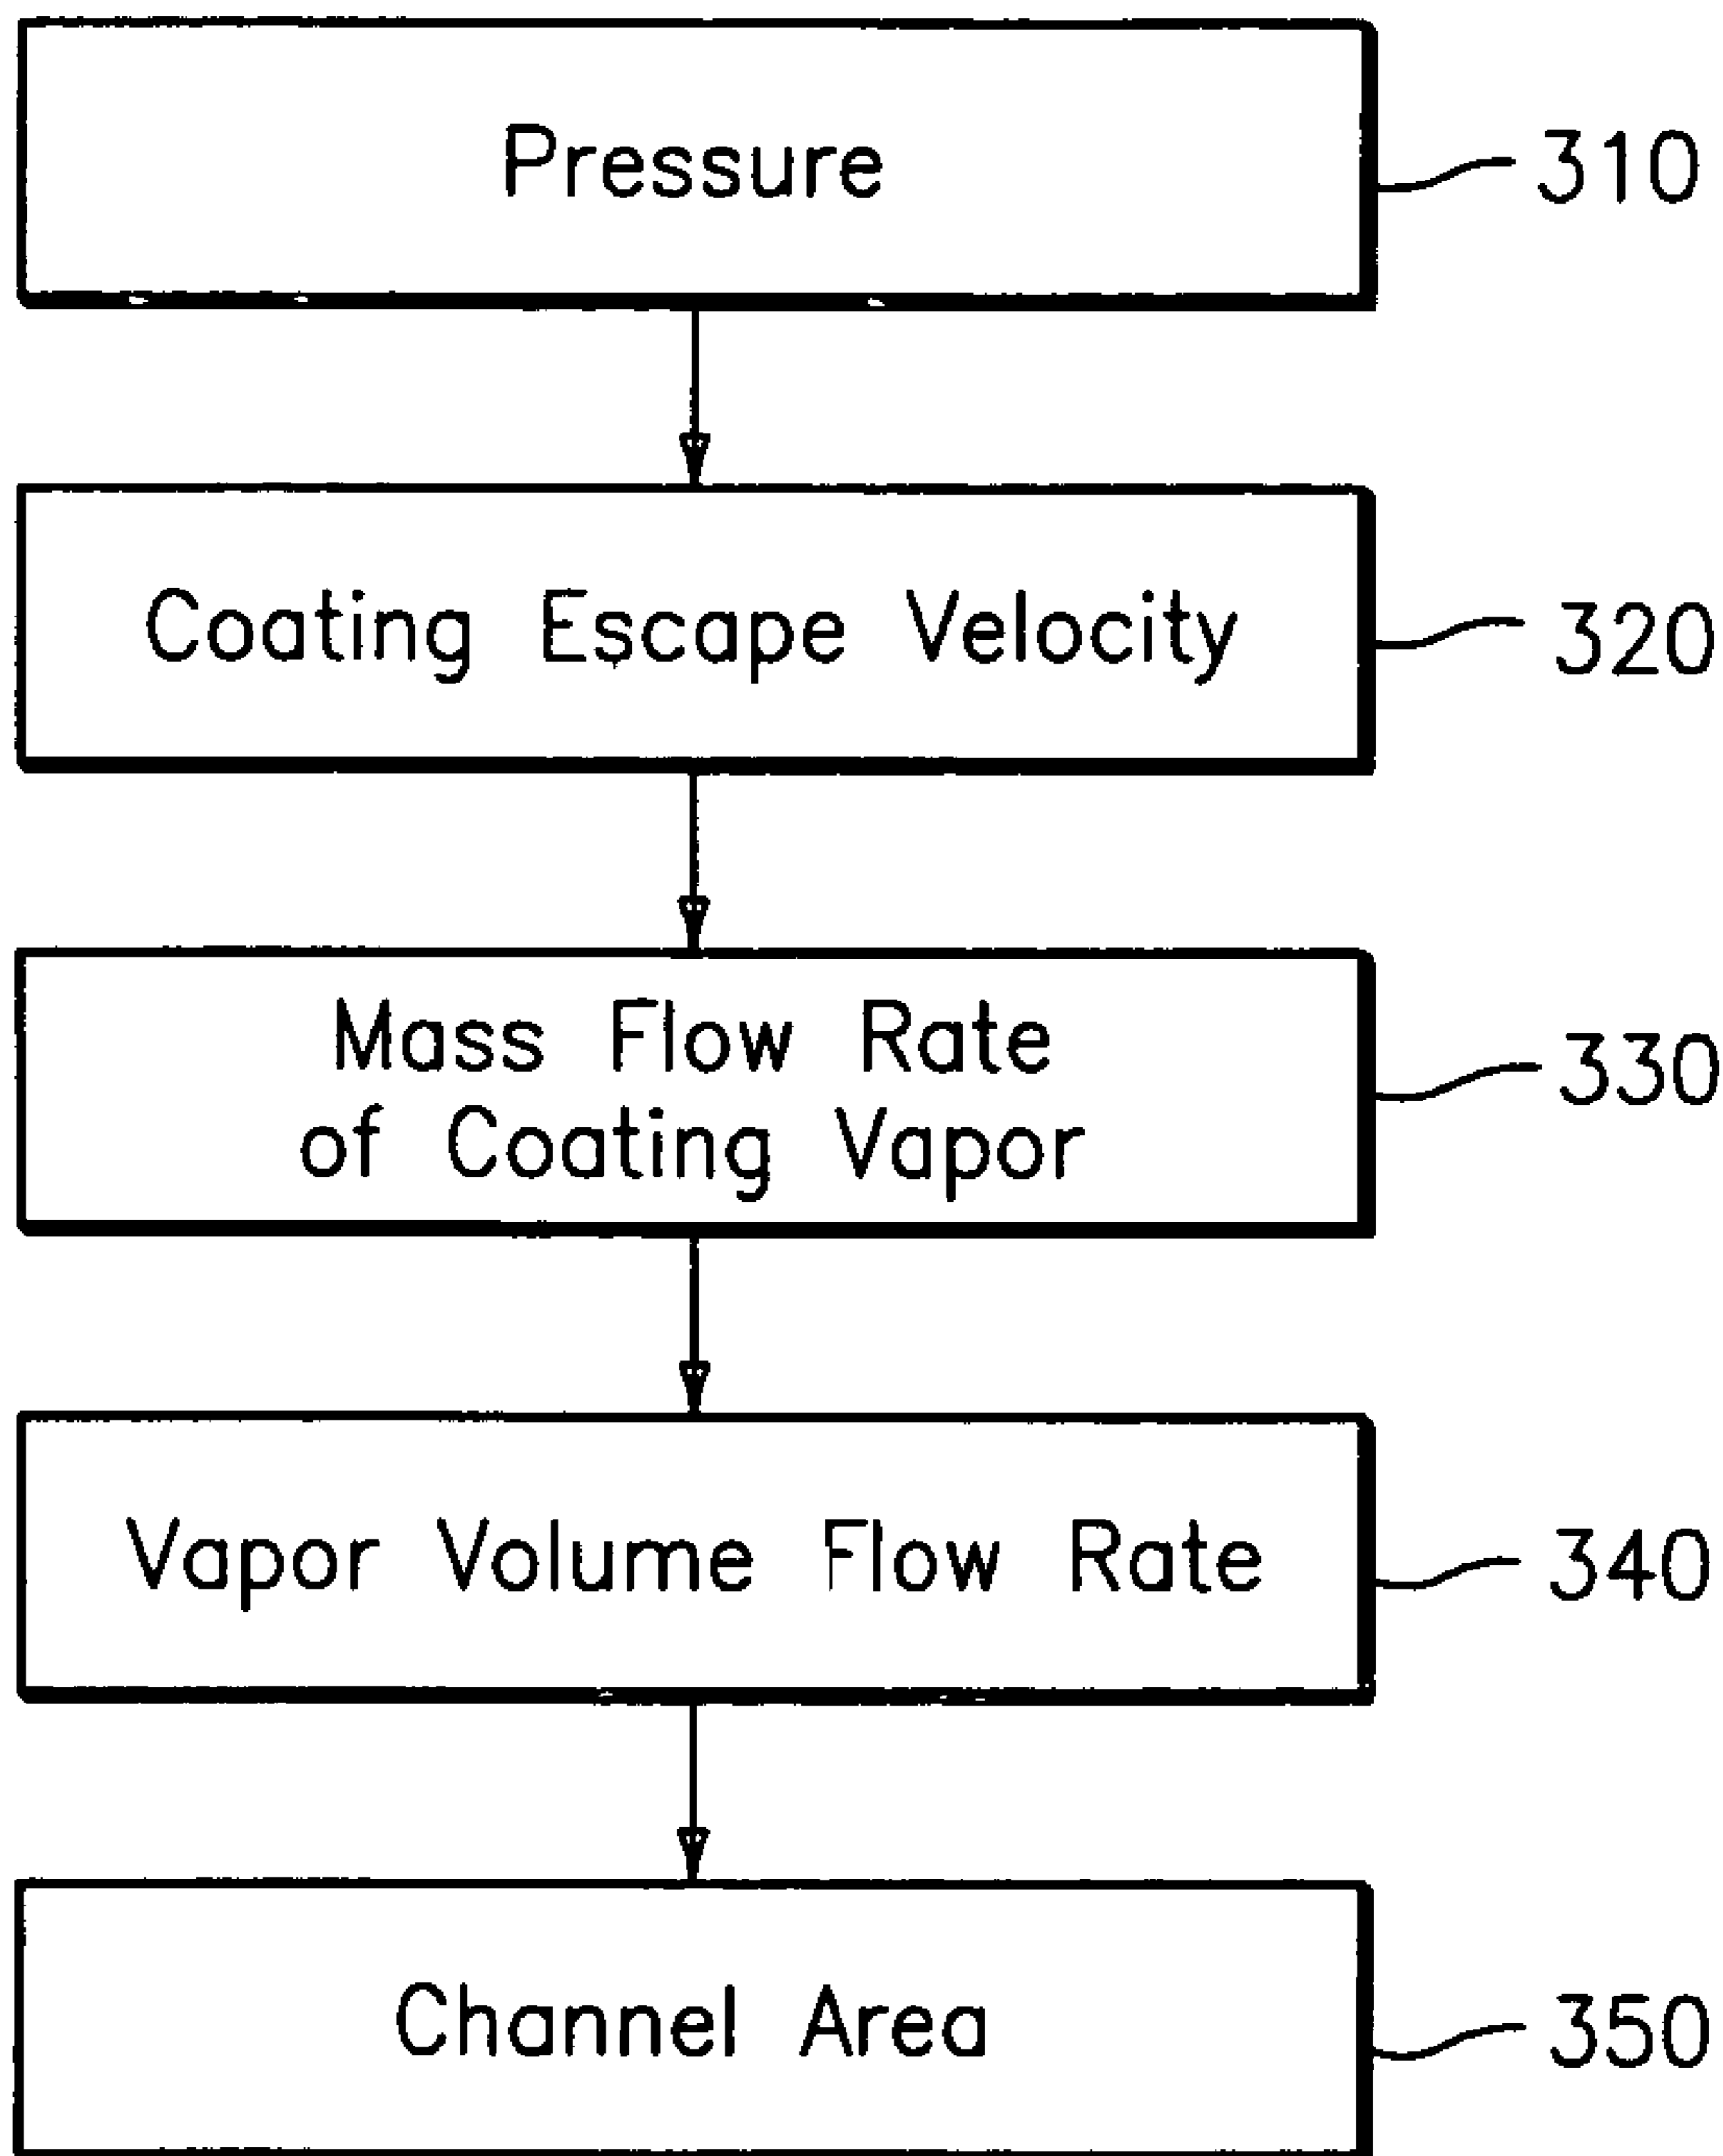 Pressure
310
Coating Escape Velocity
320
Mass Flow Rate
of Coating Vapor
330
Vapor Volume Flow Rate
340
Channel Area
350